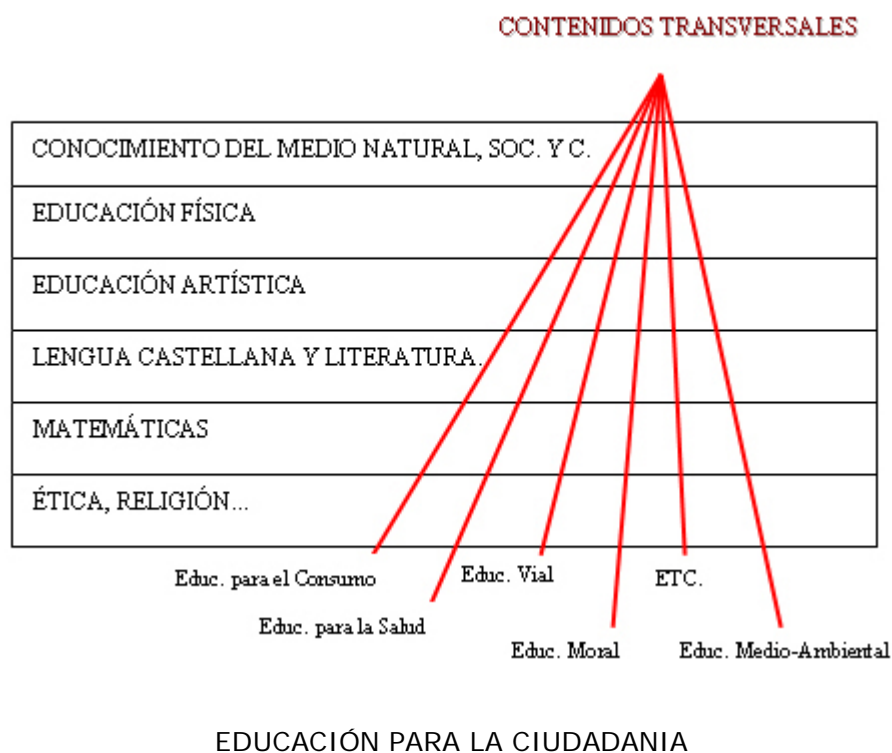 CONTENIDOS TRANSVERSALES
CONOCIMIENTO DEL MEDIO NATURAL, SOC. Y C.
EDUCACIÓN FÍSICA
EDUCACIÓN ARTÍSTICA
LENGUA CASTELLANA Y LITERATURA.
MATEMÁTICAS
ÉTICA, RELIGIÓN...
Educ. para el Consumo
Educ. Vial
ETC.
Educ. para la Salud
Educ. Moral
Educ. Medio-Ambiental
EDUCACIÓN PARA LA CIUDADANIA